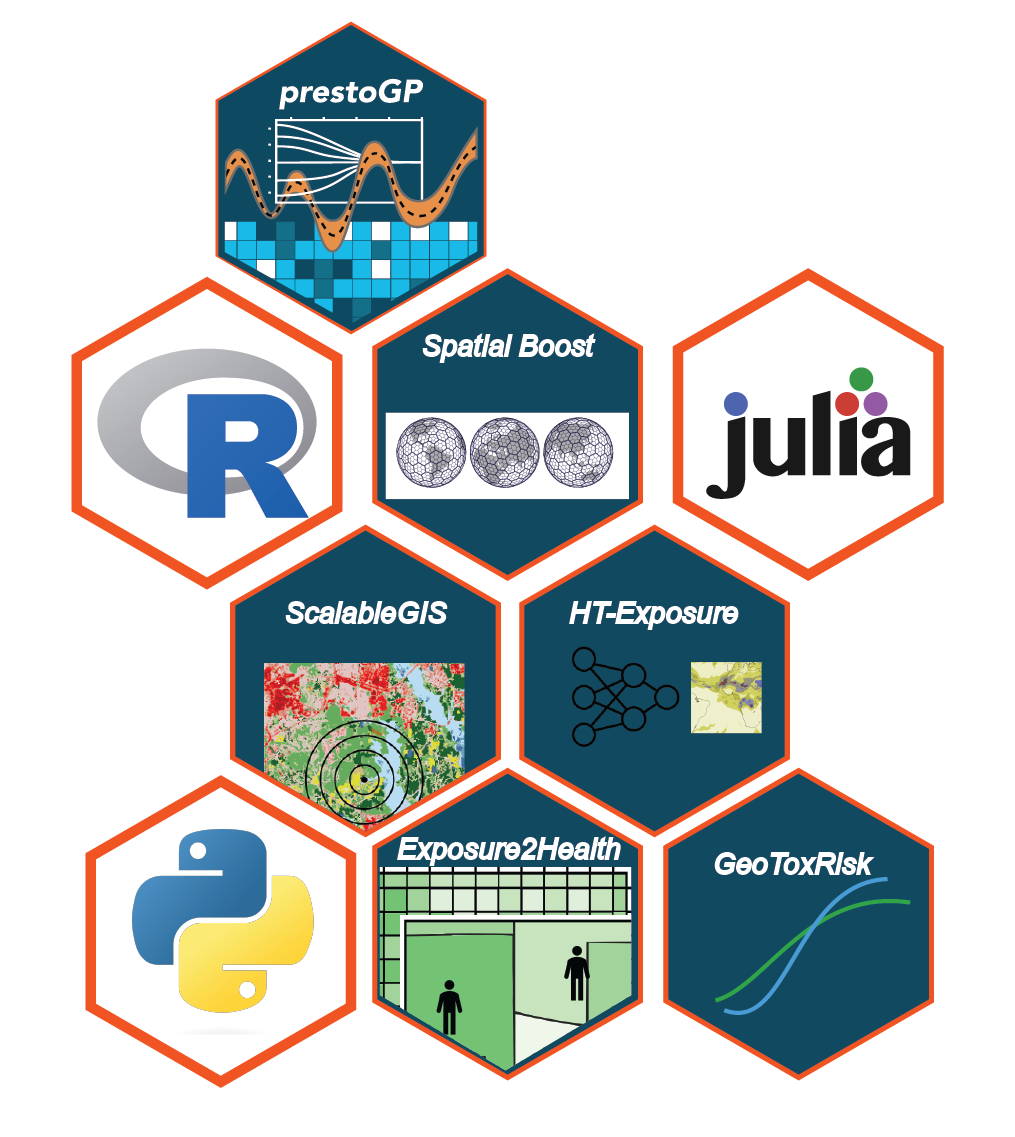 prestoGP
R
Spatial Boost
julia
ScalableGIS
HT-Exposure
Exposure2Health
GeoToxRisk